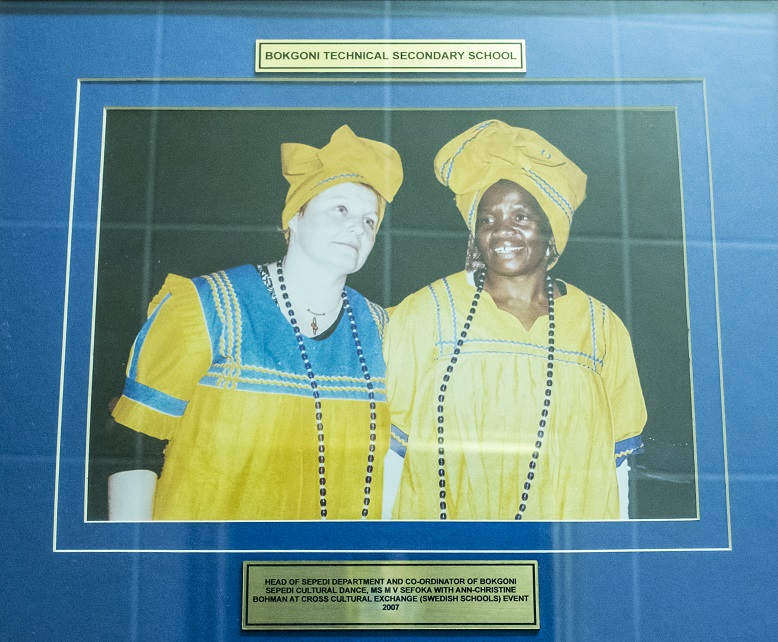 BOKGONI TECHNICAL SECONDARY SCHOOL
HEAD OF SEPEDI DEPARTMENT AND CO-ORDINATOR OF BOKGONI
SEPEDI CULTURAL DANCE, MS M V SEFOKA WITH ANN-CHRISTINE
BOHMAN AT CROSS CULTURAL EXCHANGE (SWEDISH SCHOOLS) EVENT
2007